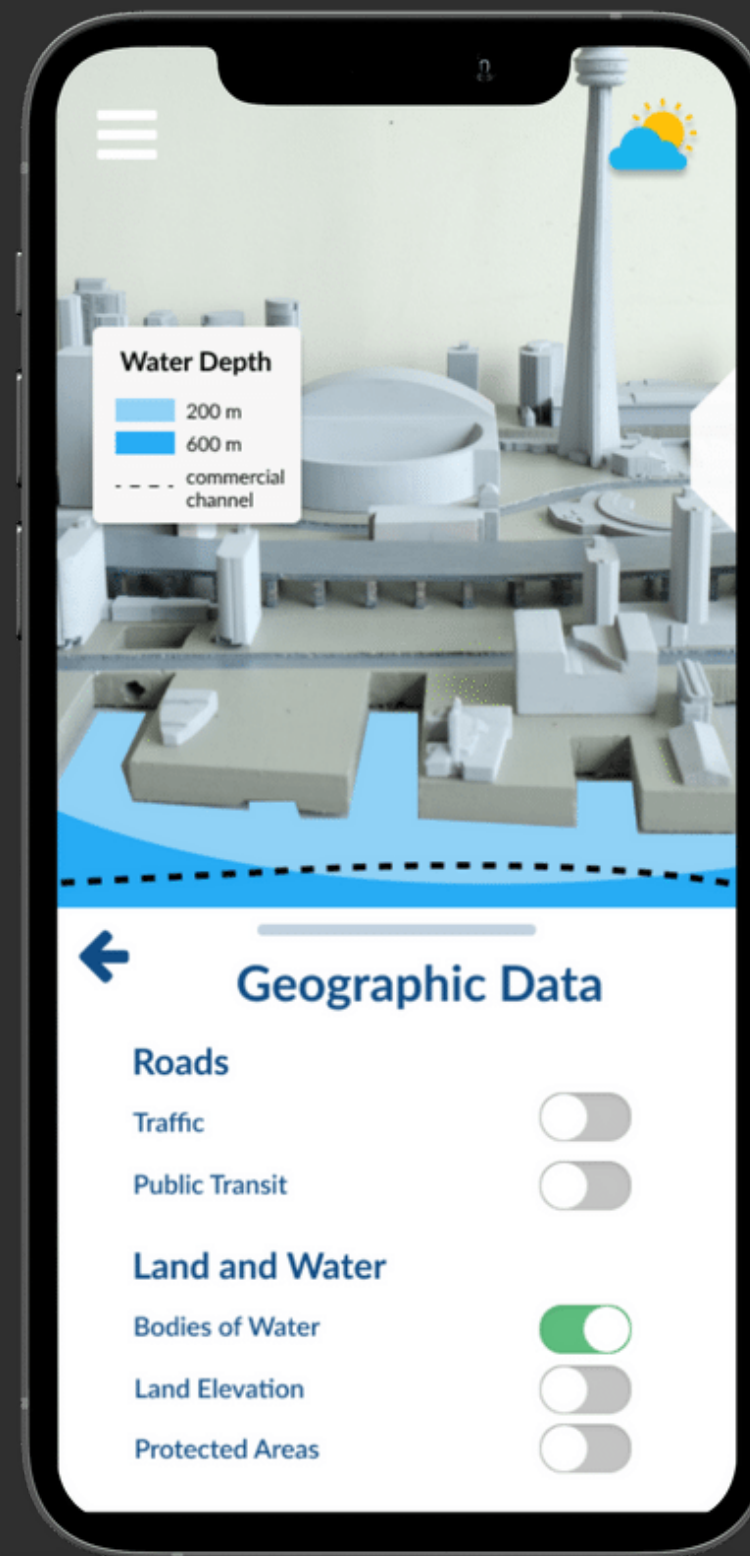 Water Depth
200 m
600 m
commercial
channel
Geographic Data
Roads
Traffic
Public Transit
Land and Water
Bodies of Water
Land Elevation
Protected Areas